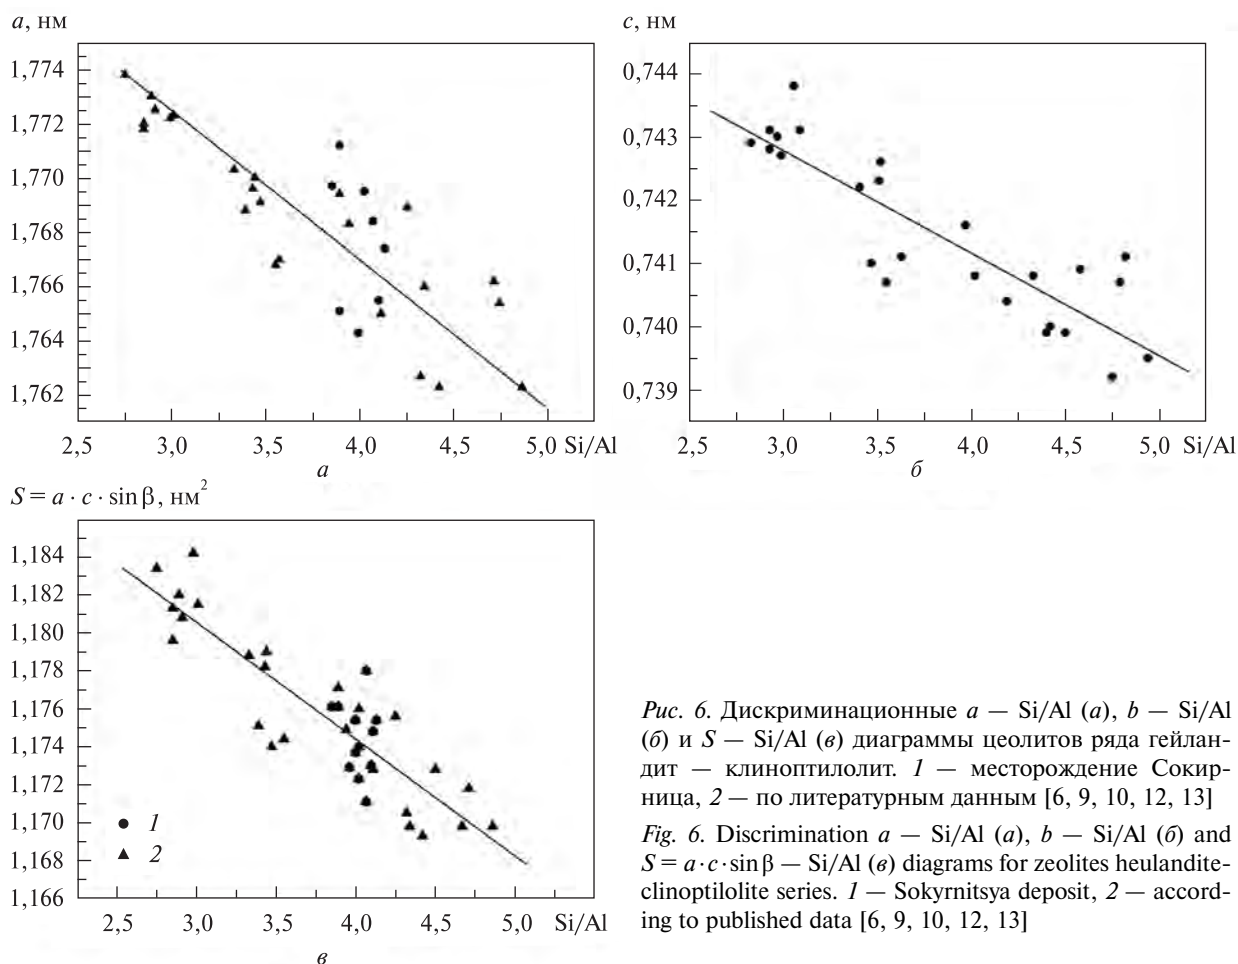 a, нм
1,774
1,772
1,770
1,768
1,766
1,764
1,762
2,5 3,0 3,5 4,0 4,5 5,0 Si/Al
а
c, нм
0,744
0,743
0,742
0,741
0,740
0,739
2,5 3,0 3,5 4,0 4,5 5,0 Si/Al
б
S = a · c · sin β, нм²
1,184
1,182
1,180
1,178
1,176
1,174
1,172
1,170
1,168
1,166
1
2
2,5 3,0 3,5 4,0 4,5 5,0 Si/Al
в
Рис. 6. Дискриминационные a — Si/Al (а), b — Si/Al
(б) и S — Si/Al (в) диаграммы цеолитов ряда гейлан-
дит — клиноптилолит. 1 — месторождение Сокир-
ница, 2 — по литературным данным [6, 9, 10, 12, 13]
Fig. 6. Discrimination a — Si/Al (а), b — Si/Al (б) and
S = a·c·sin β — Si/Al (в) diagrams for zeolites heulandite-
clinoptilolite series. 1 — Sokyrnitsya deposit, 2 — accord-
ing to published data [6, 9, 10, 12, 13]